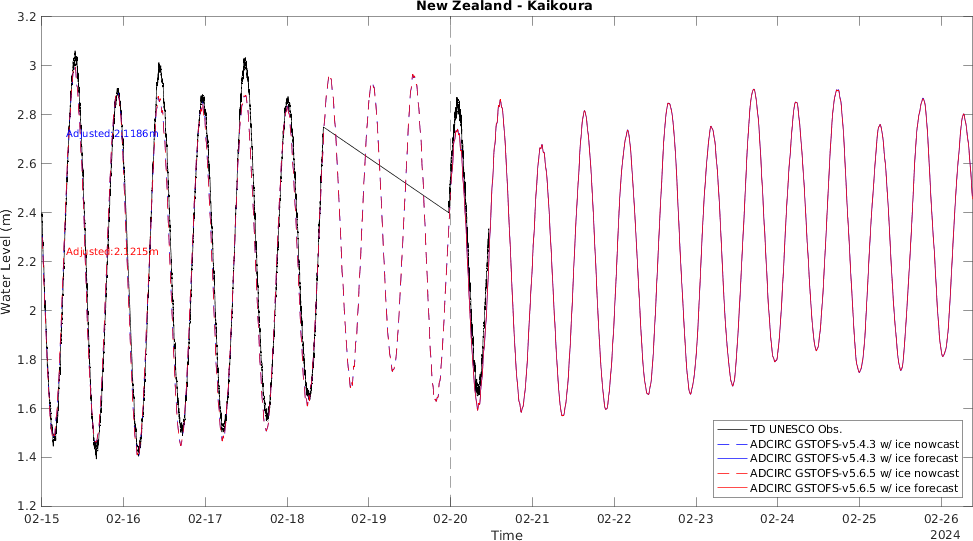 New Zealand - Kaikoura
3.2
3
2.8
2.6
2.4
2.2
2
1.8
1.6
1.4
1.2
Water Level (m)
Adjusted:2.1186m
Adjusted:2.1215m
TD UNESCO Obs.
ADCIRC GSTOFS-v5.4.3 w/ ice nowcast
ADCIRC GSTOFS-v5.4.3 w/ ice forecast
ADCIRC GSTOFS-v5.6.5 w/ ice nowcast
ADCIRC GSTOFS-v5.6.5 w/ ice forecast
02-15 02-16 02-17 02-18 02-19 02-20 02-21 02-22 02-23 02-24 02-25 02-26
Time
2024